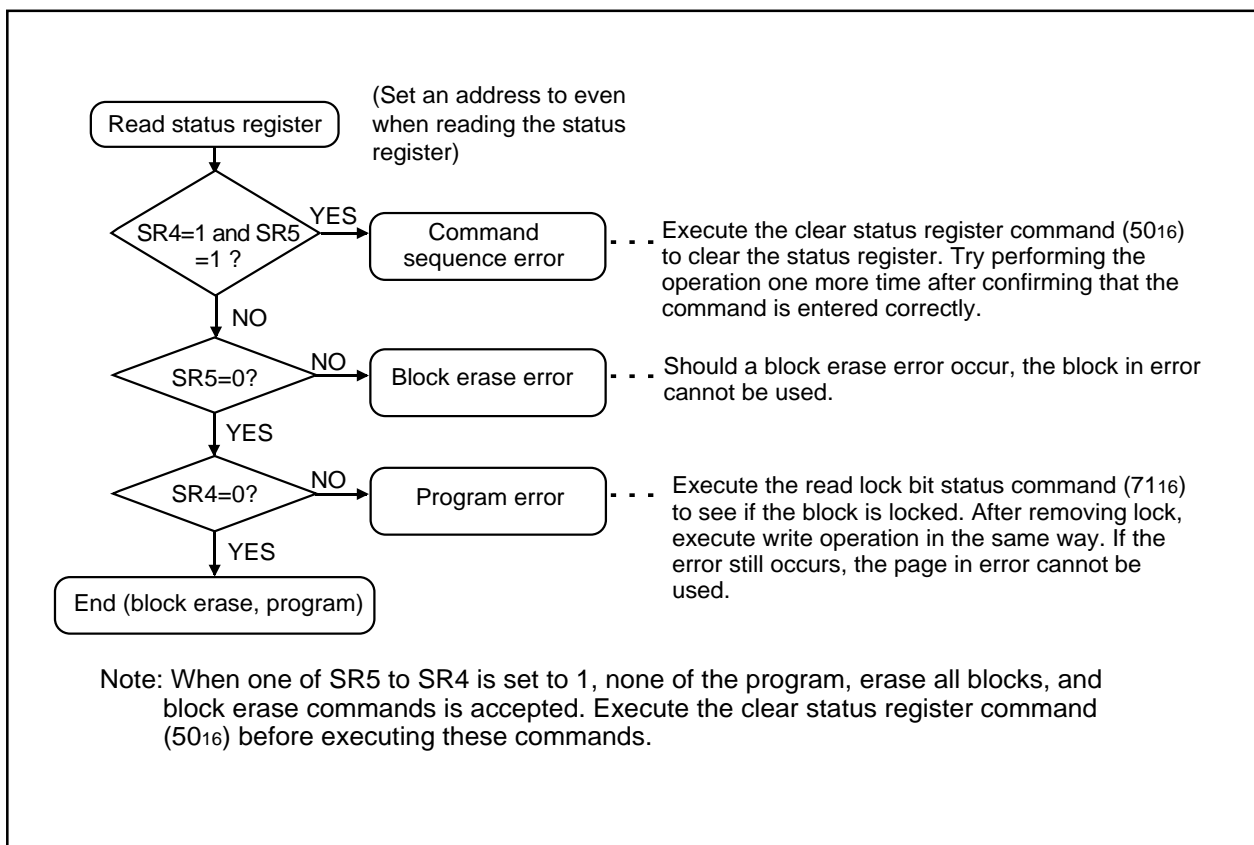 Read status register
(Set an address to even
when reading the status
register)
SR4=1 and SR5
=1 ?
YES
Command
sequence error
Execute the clear status register command (5016)
to clear the status register. Try performing the
operation one more time after confirming that the
command is entered correctly.
NO
SR5=0?
NO
Block erase error
Should a block erase error occur, the block in error
cannot be used.
YES
SR4=0?
NO
Program error
Execute the read lock bit status command (7116)
to see if the block is locked. After removing lock,
execute write operation in the same way. If the
error still occurs, the page in error cannot be
used.
YES
End (block erase, program)
Note: When one of SR5 to SR4 is set to 1, none of the program, erase all blocks, and
block erase commands is accepted. Execute the clear status register command
(5016) before executing these commands.